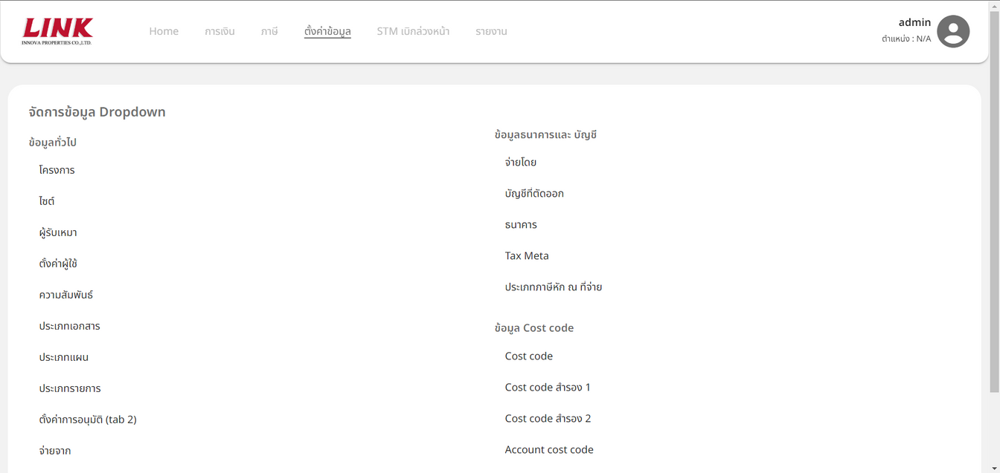 LINK
INNOVA PROPERTIES CO.,LTD.
Home
การเงิน
ภาษี
ตั้งค่าข้อมูล
STM เบิกล่วงหน้า
รายงาน
admin
ตำแหน่ง : N/A
จัดการข้อมูล Dropdown
ข้อมูลทั่วไป
โครงการ
ไซต์
ผู้รับเหมา
ตั้งค่าผู้ใช้
ความสัมพันธ์
ประเภทเอกสาร
ประเภทแผน
ประเภทรายการ
ตั้งค่าการอนุมัติ (tab 2)
จ่ายจาก
ข้อมูลธนาคารและ บัญชี
จ่ายโดย
บัญชีที่ตัดออก
ธนาคาร
Tax Meta
ประเภทภาษีหัก ณ ที่จ่าย
ข้อมูล Cost code
Cost code
Cost code สำรอง 1
Cost code สำรอง 2
Account cost code